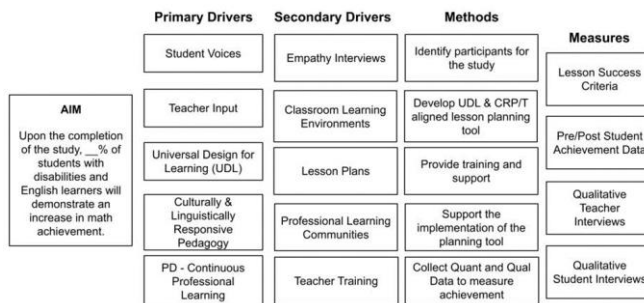 Primary Drivers
Student Voices
Teacher Input
Universal Design for
Learning (UDL)
Culturally &
Linguistically
Responsive
Pedagogy
PD - Continuous
Professional
Learning
Secondary Drivers
Empathy Interviews
Classroom Learning
Environments
Lesson Plans
Professional Learning
Communities
Teacher Training
Methods
Identify participants for
the study
Develop UDL & CRP/T
aligned lesson planning
tool
Provide training and
support
Support the
implementation of the
planning tool
Collect Quant and Qual
Data to measure
achievement
Measures
Lesson Success
Criteria
Pre/Post Student
Achievement Data
Qualitative
Teacher
Interviews
Qualitative
Student Interviews
AIM
Upon the completion
of the study, __% of
students with
disabilities and
English learners will
demonstrate an
increase in math
achievement.